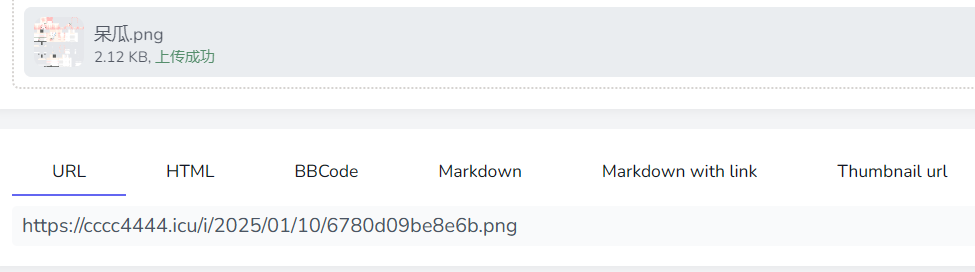 呆瓜.png
2.12 KB, 上传成功
URL HTML BBCode Markdown Markdown with link Thumbnail url
https://cccc4444.icu/i/2025/01/10/6780d09be8e6b.png